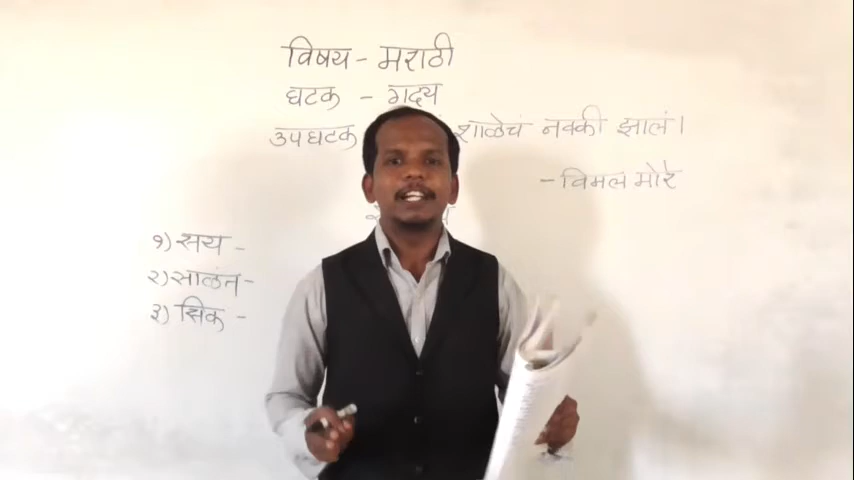 विषय - मराठी
घटक - गद्य
उपघटक शाळेचं नक्की झालं।
- विमल मोरे
१) सय -
२) साळंत -
३) सिक -